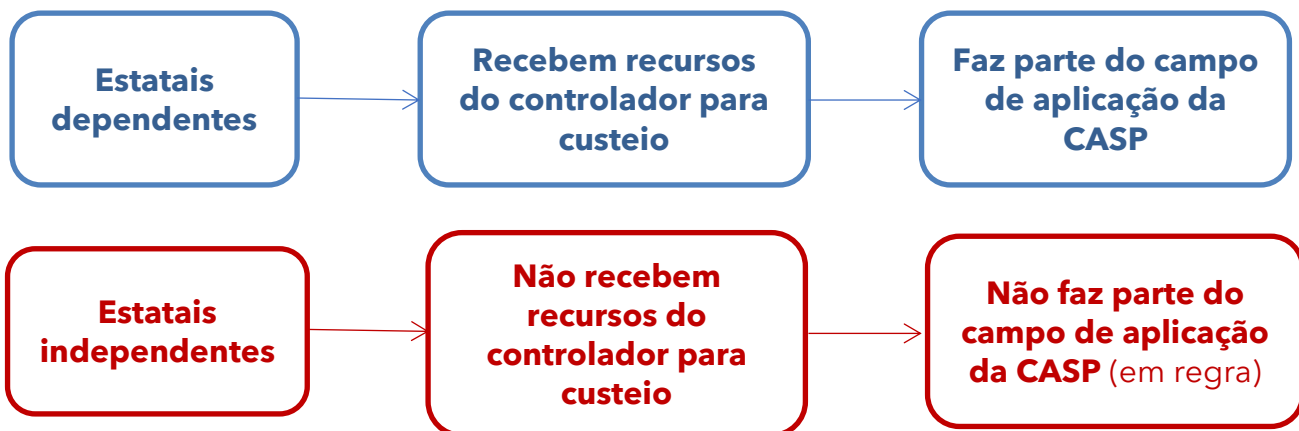 Estatais
dependentes
Recebem recursos
do controlador para
custeio
Faz parte do campo
de aplicação da
CASP
Estatais
independentes
Não recebem
recursos do
controlador para
custeio
Não faz parte do
campo de aplicação
da CASP (em regra)